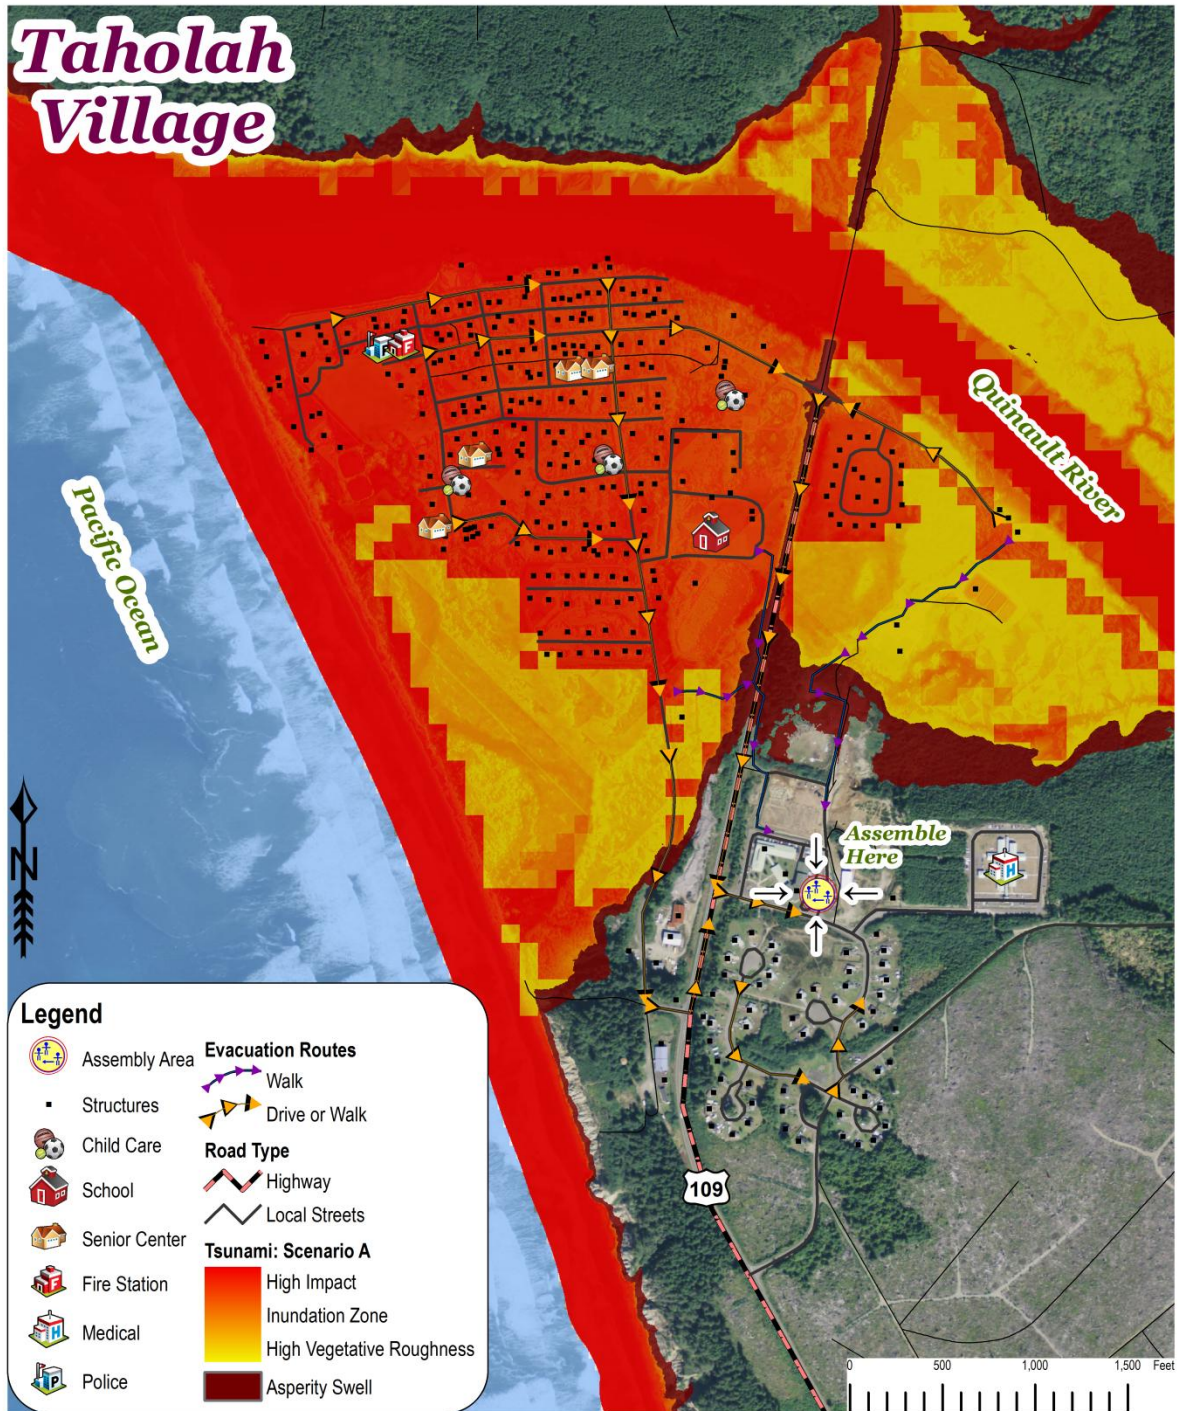 Taholah
Village
Quinault River
Pacific Ocean
N
Assemble
Here
H
F
109
Legend
Assembly Area
Structures
Child Care
School
Senior Center
F
Fire Station
H
Medical
P
Police
Evacuation Routes
Walk
Drive or Walk
Road Type
Highway
Local Streets
Tsunami: Scenario A
High Impact
Inundation Zone
High Vegetative Roughness
Asperity Swell
0 500 1,000 1,500 Feet